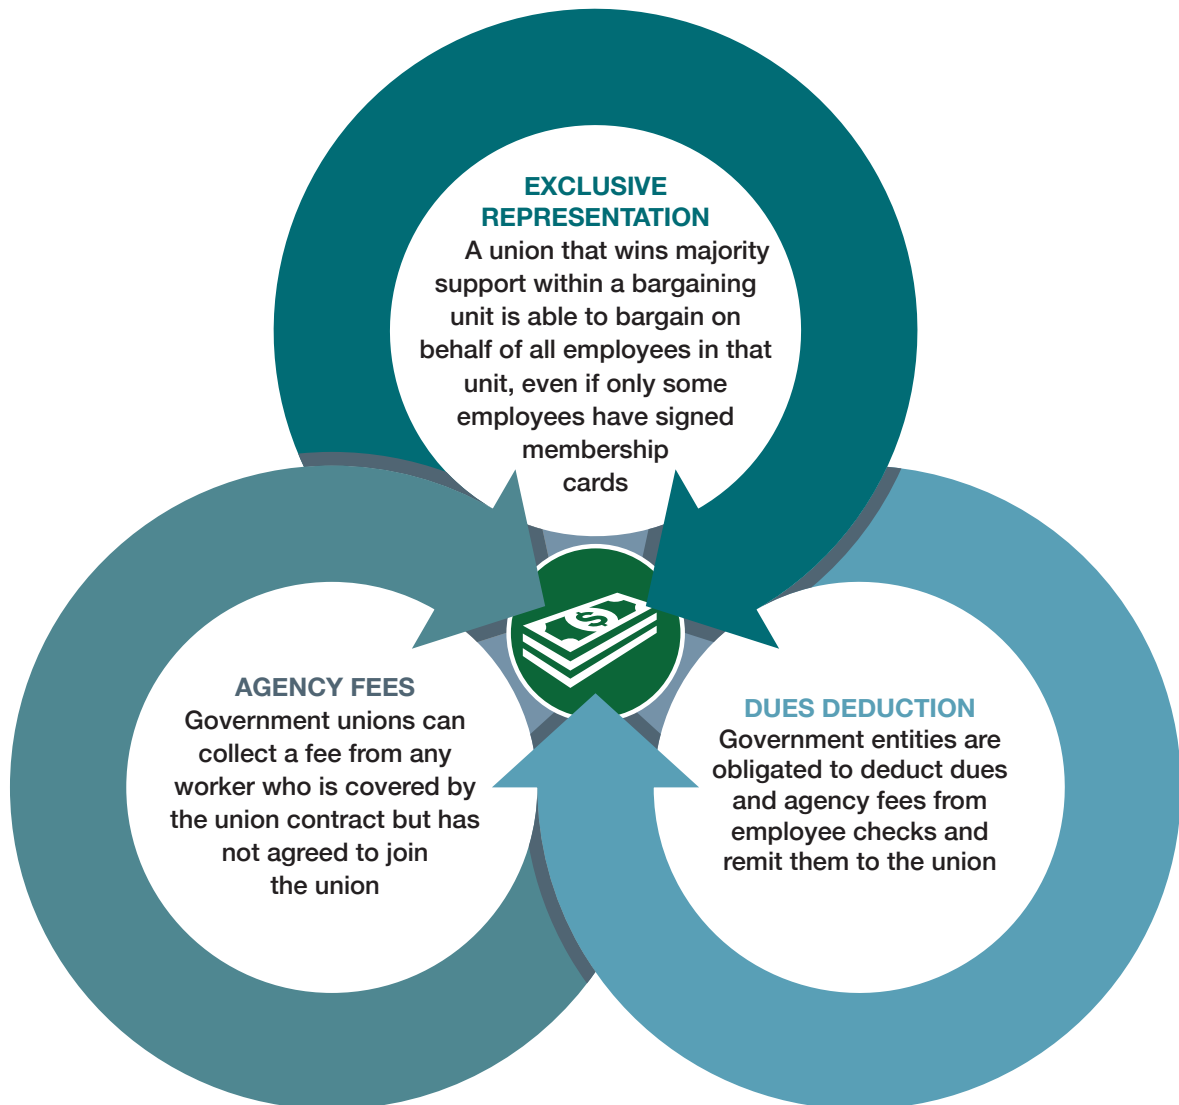 EXCLUSIVE
REPRESENTATION
A union that wins majority
support within a bargaining
unit is able to bargain on
behalf of all employees in that
unit, even if only some
employees have signed
membership
cards
$
AGENCY FEES
Government unions can
collect a fee from any
worker who is covered by
the union contract but has
not agreed to join
the union
DUES DEDUCTION
Government entities are
obligated to deduct dues
and agency fees from
employee checks and
remit them to the union